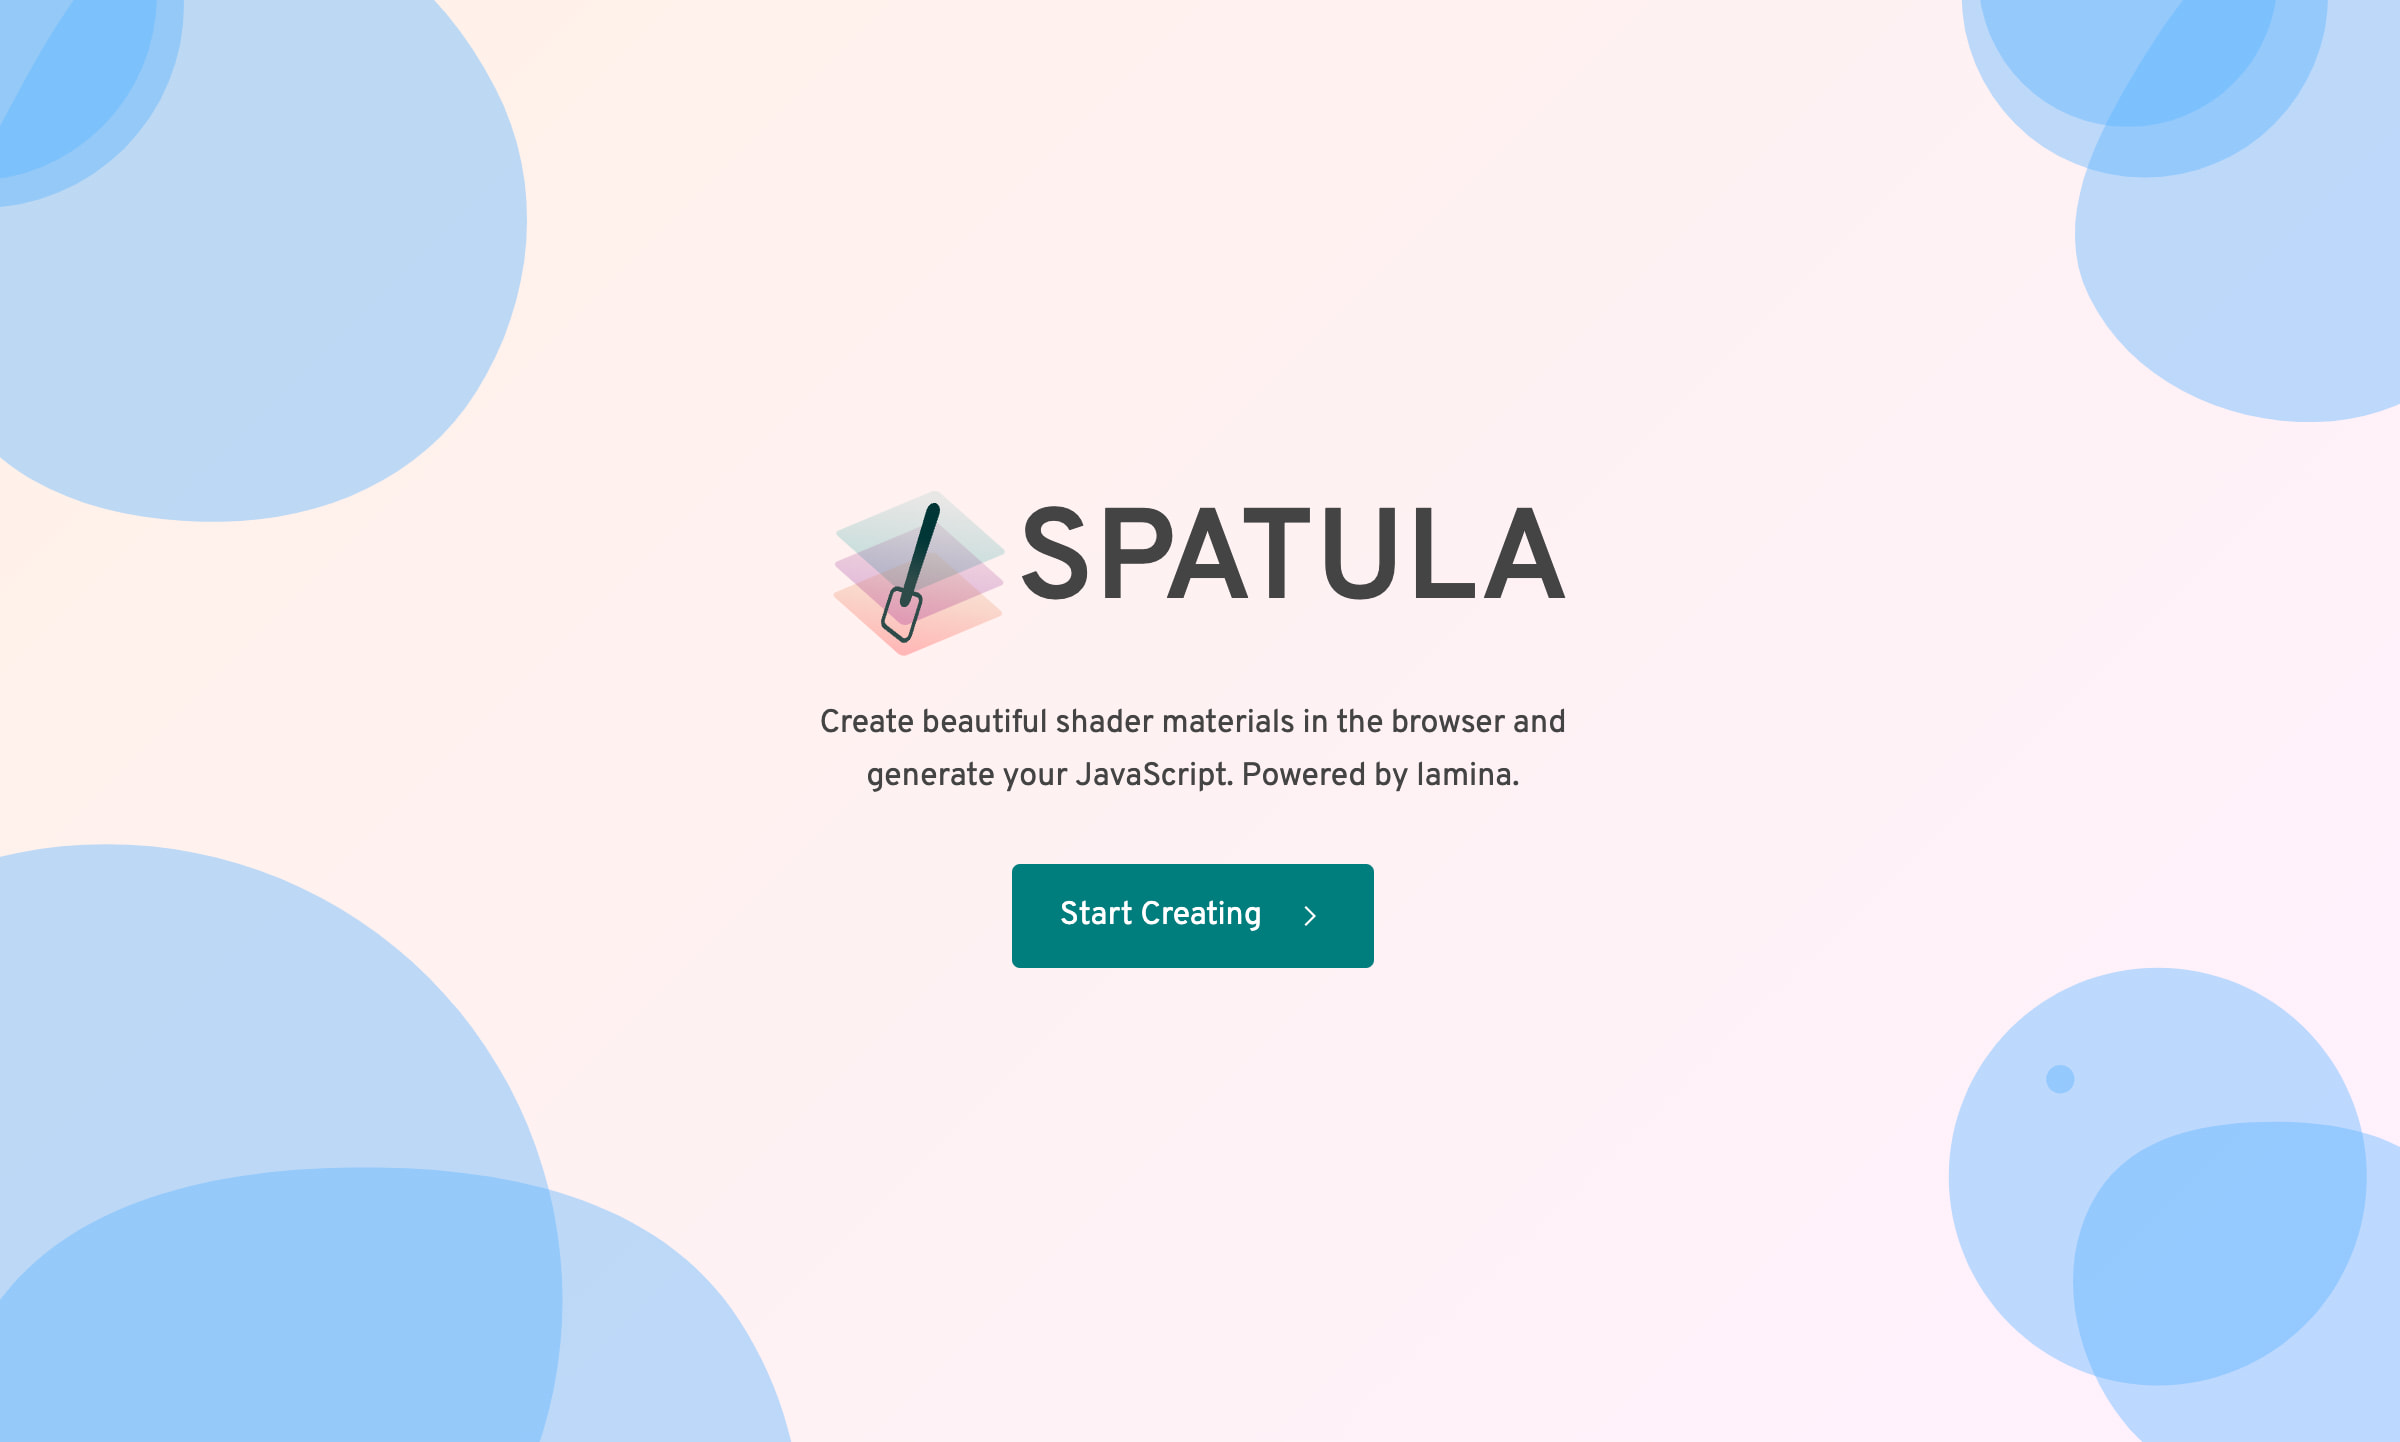 SPATULA
Create beautiful shader materials in the browser and
generate your JavaScript. Powered by lamina.
Start Creating